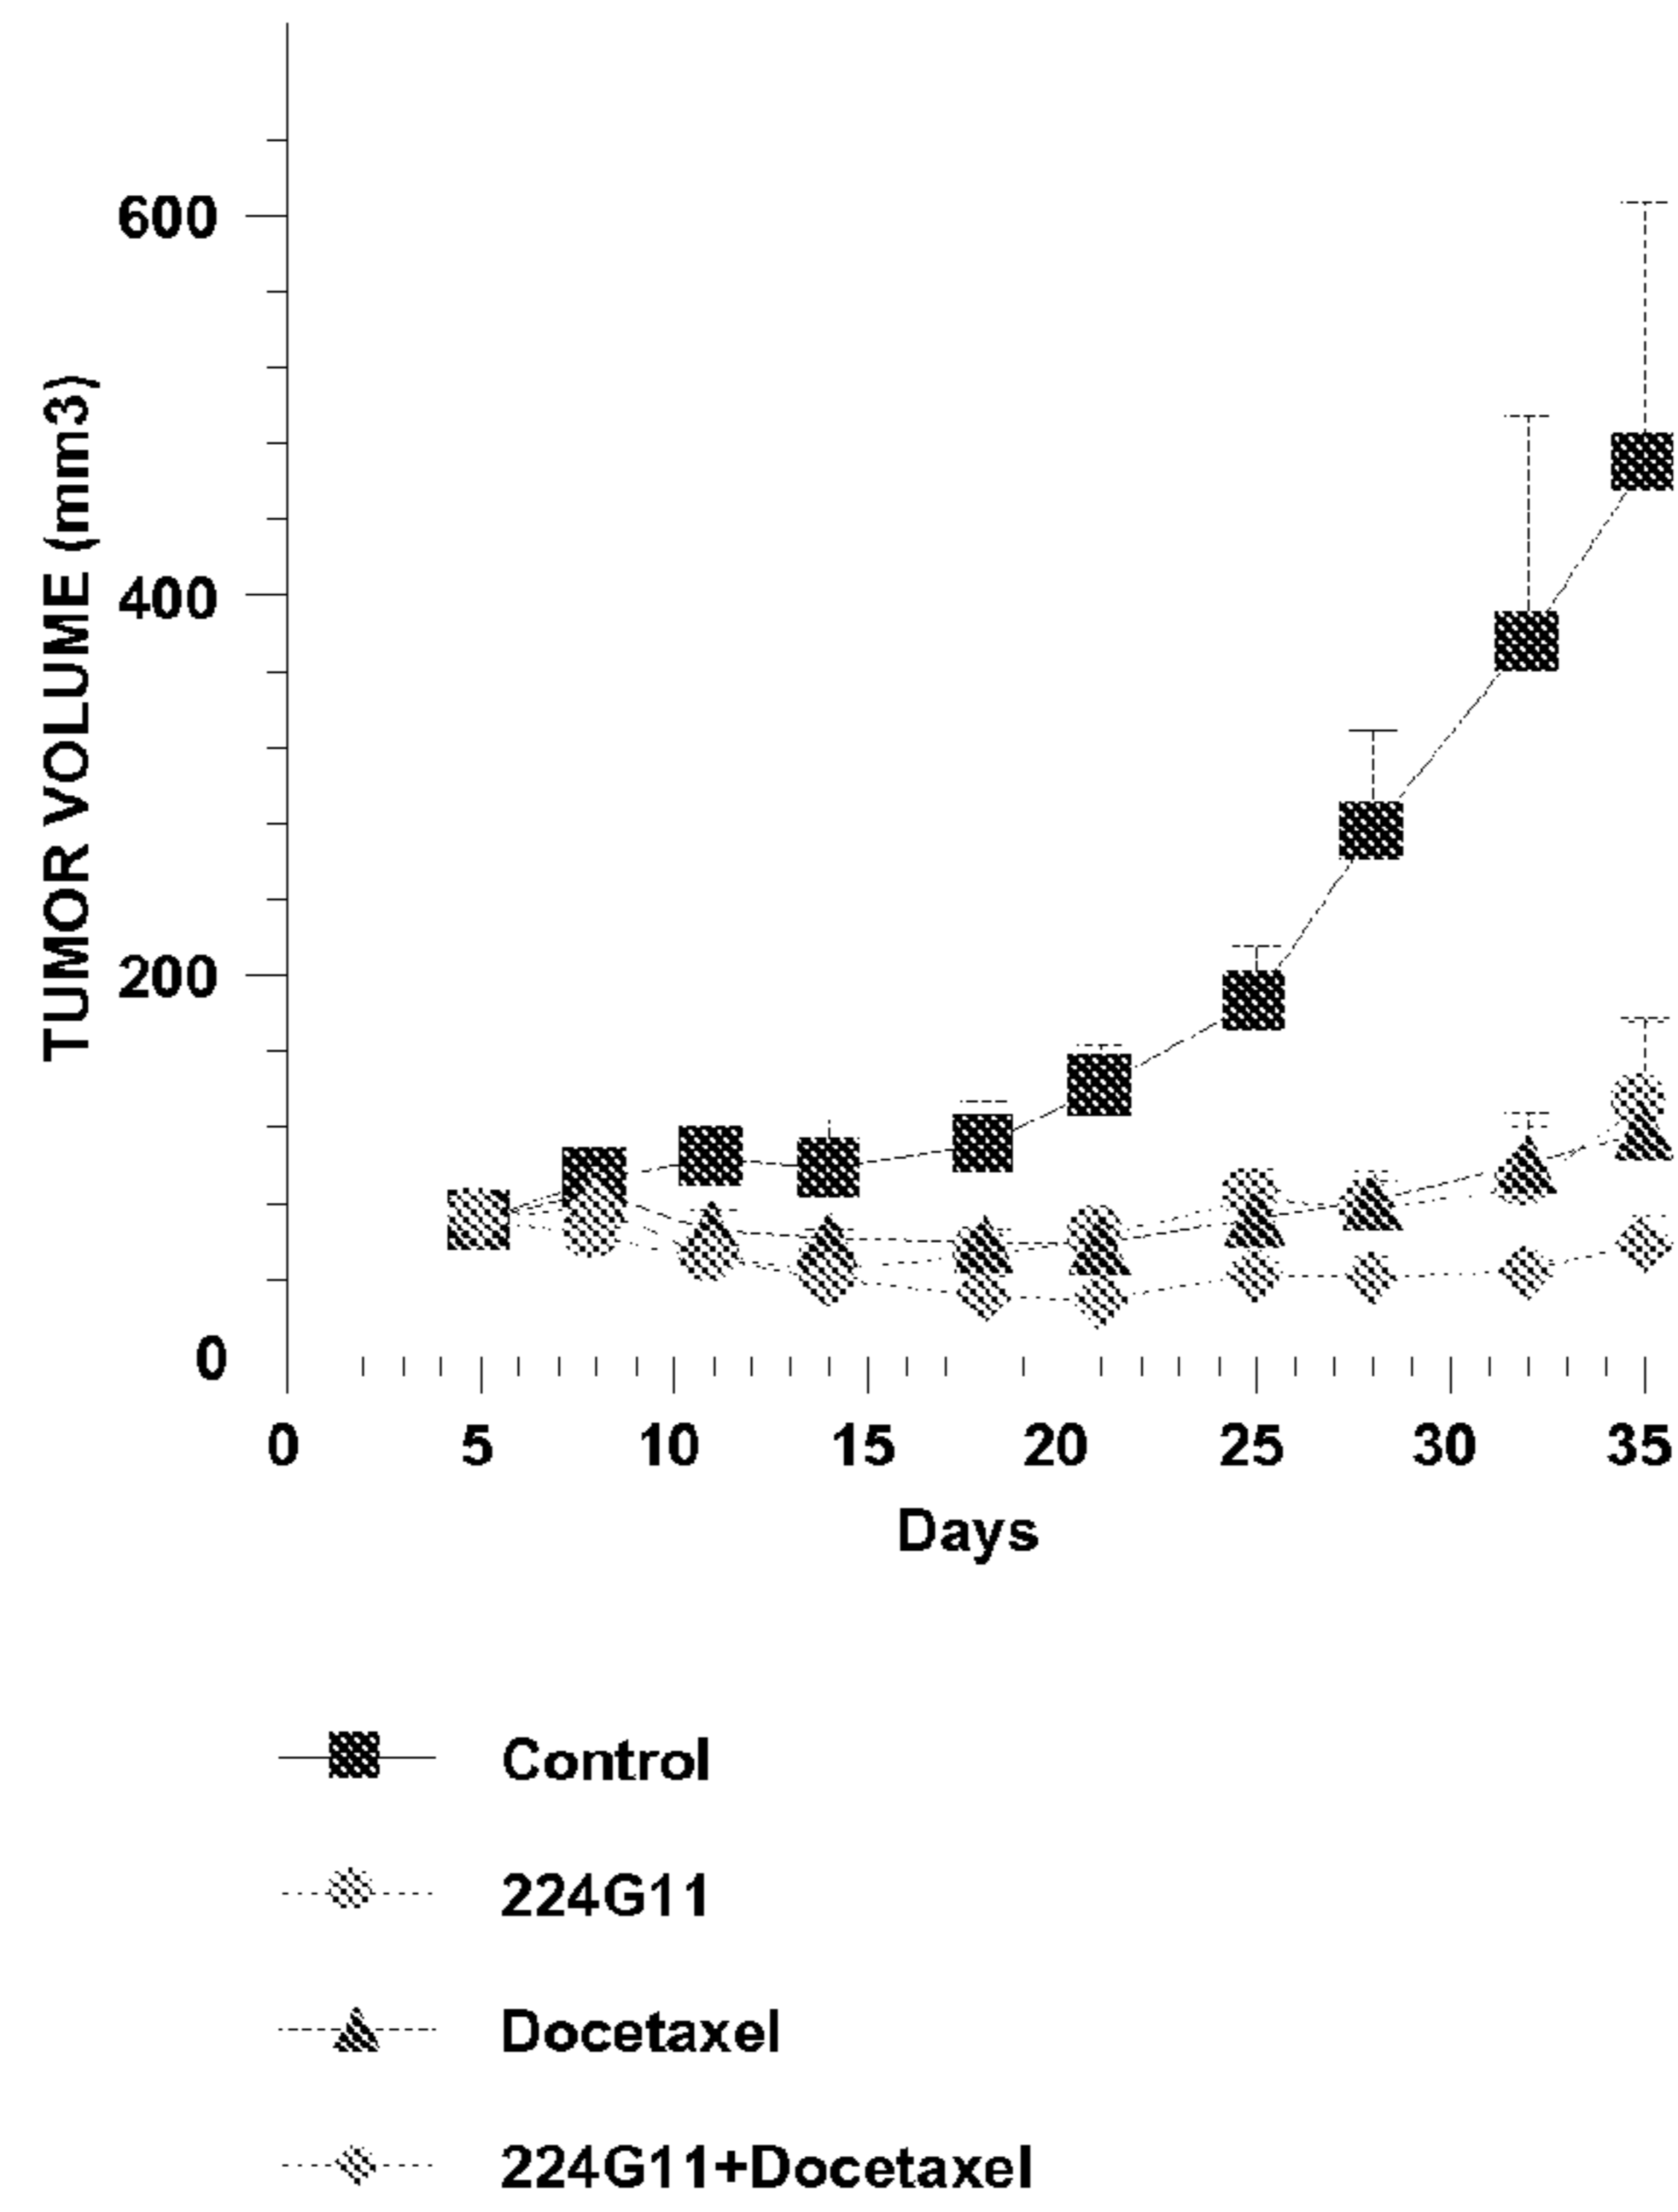 600
400
200
0
TUMOR VOLUME (mm3)
0 5 10 15 20 25 30 35
Days
Control
224G11
Docetaxel
224G11+Docetaxel